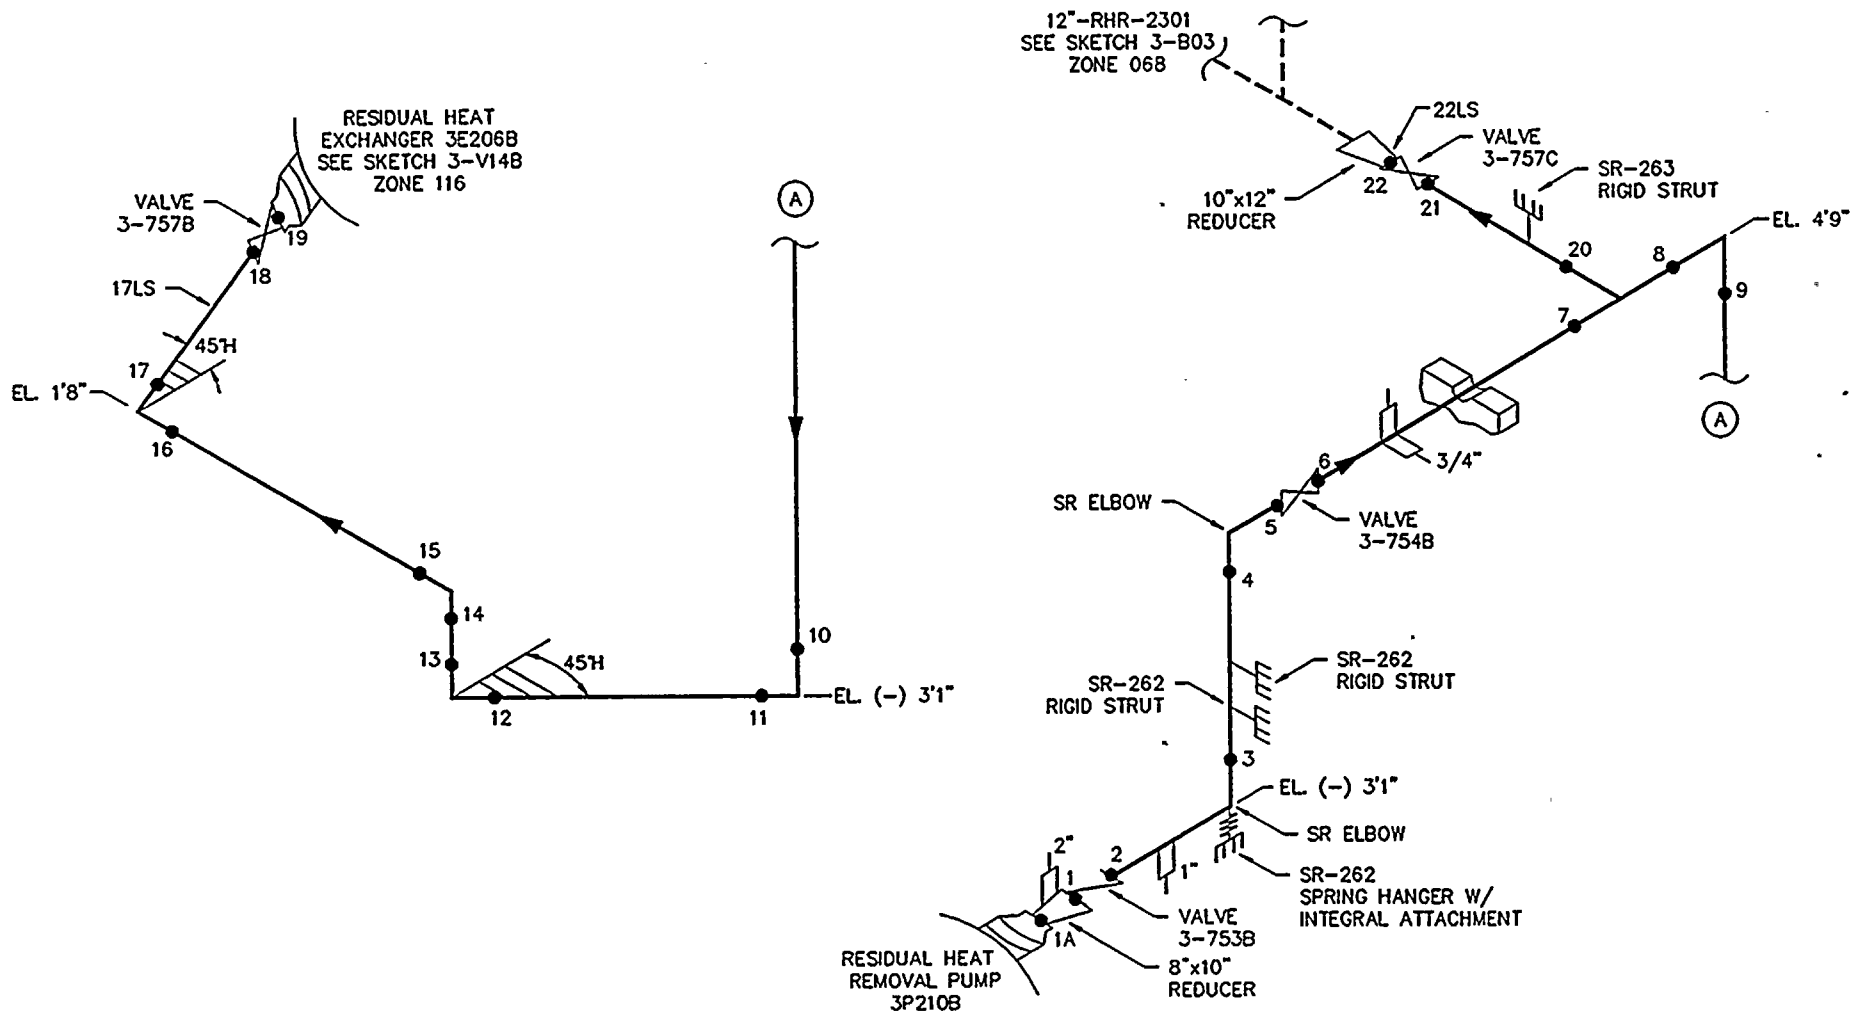 RESIDUAL HEAT
EXCHANGER 3E206B
SEE SKETCH 3-V14B
ZONE 116
VALVE
3-757B
19
18
17LS
45°H
17
EL. 1'8"
16
15
14
13
45°H
12
11
10
EL. (-) 3'1"
A
12"-RHR-2301
SEE SKETCH 3-B03
ZONE 068
22LS
VALVE
3-757C
SR-263
RIGID STRUT
22
21
10"x12"
REDUCER
20
8
EL. 4'9"
9
7
A
3/4"
6
SR ELBOW
5
VALVE
3-754B
4
SR-262
RIGID STRUT
SR-262
RIGID STRUT
3
EL. (-) 3'1"
SR ELBOW
2"
2
1
1"
SR-262
SPRING HANGER W/
INTEGRAL ATTACHMENT
VALVE
3-753B
1A
RESIDUAL HEAT
REMOVAL PUMP
3P210B
8"x10"
REDUCER